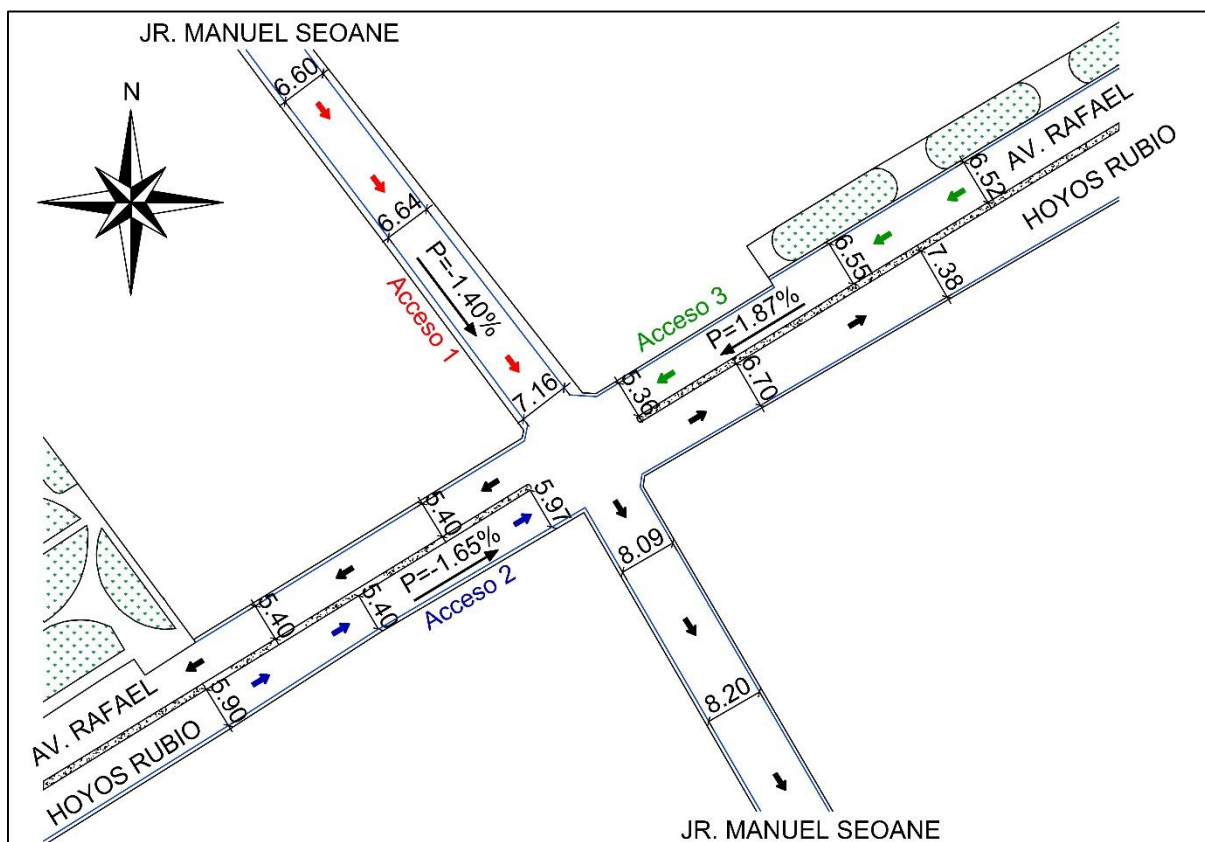 JR. MANUEL SEOANE
N
6.60
6.64
P=-1.40%
Acceso 1
7.16
AV. RAFAEL
HOYOS RUBIO
6.52
6.55
7.38
Acceso 3
P=1.87%
5.36
6.70
5.40
5.97
P=-1.65%
Acceso 2
5.40
5.40
5.90
AV. RAFAEL
HOYOS RUBIO
8.09
8.20
JR. MANUEL SEOANE